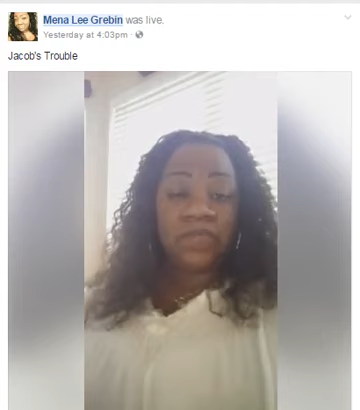 Mena Lee Grebin was live.
Yesterday at 4:03pm ·
Jacob's Trouble